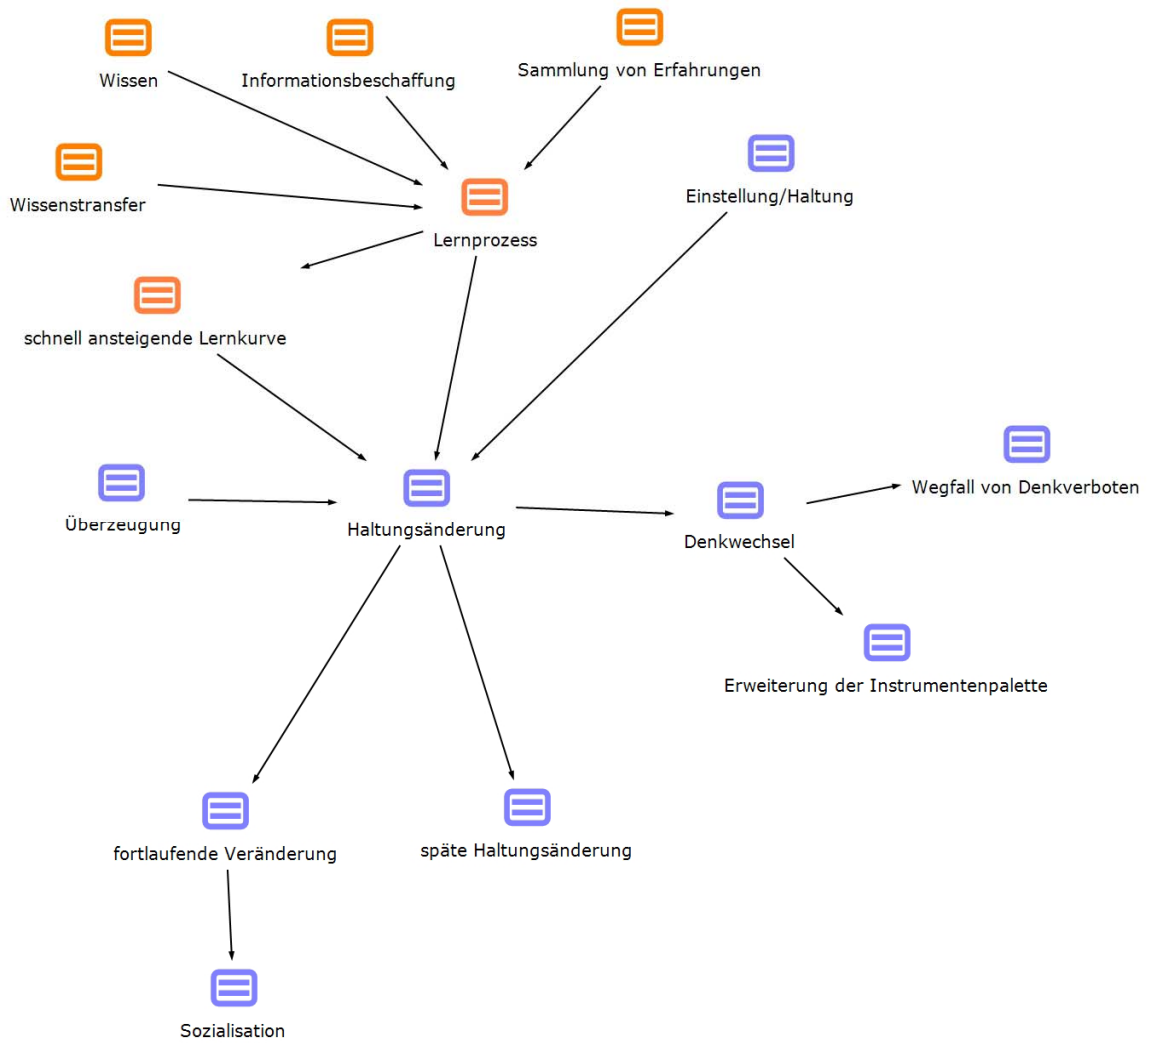 Wissen
Informationsbeschaffung
Sammlung von Erfahrungen
Wissenstransfer
Einstellung/Haltung
Lernprozess
schnell ansteigende Lernkurve
Überzeugung
Haltungsänderung
Denkwechsel
Wegfall von Denkverboten
Erweiterung der Instrumentenpalette
fortlaufende Veränderung
späte Haltungsänderung
Sozialisation